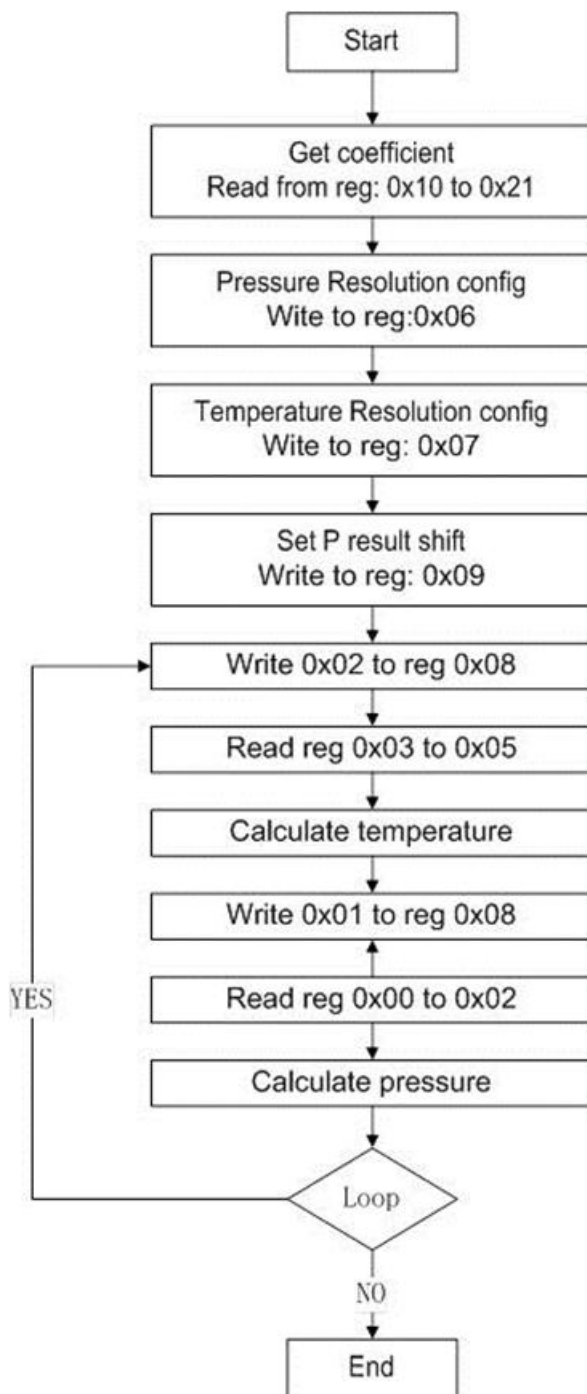 Start
Get coefficient
Read from reg: 0x10 to 0x21
Pressure Resolution config
Wite to reg:0x06
Temperature Resolution config
Wite to reg: 0x07
Set P result shift
Write to reg: 0x09
Write 0x02 to reg 0x08
Read reg 0x03 to 0x05
Calculate temperature
Write 0x01 to reg 0x08
Read reg 0x00 to 0x02
YES
Calculate pressure
Loop
NO
End